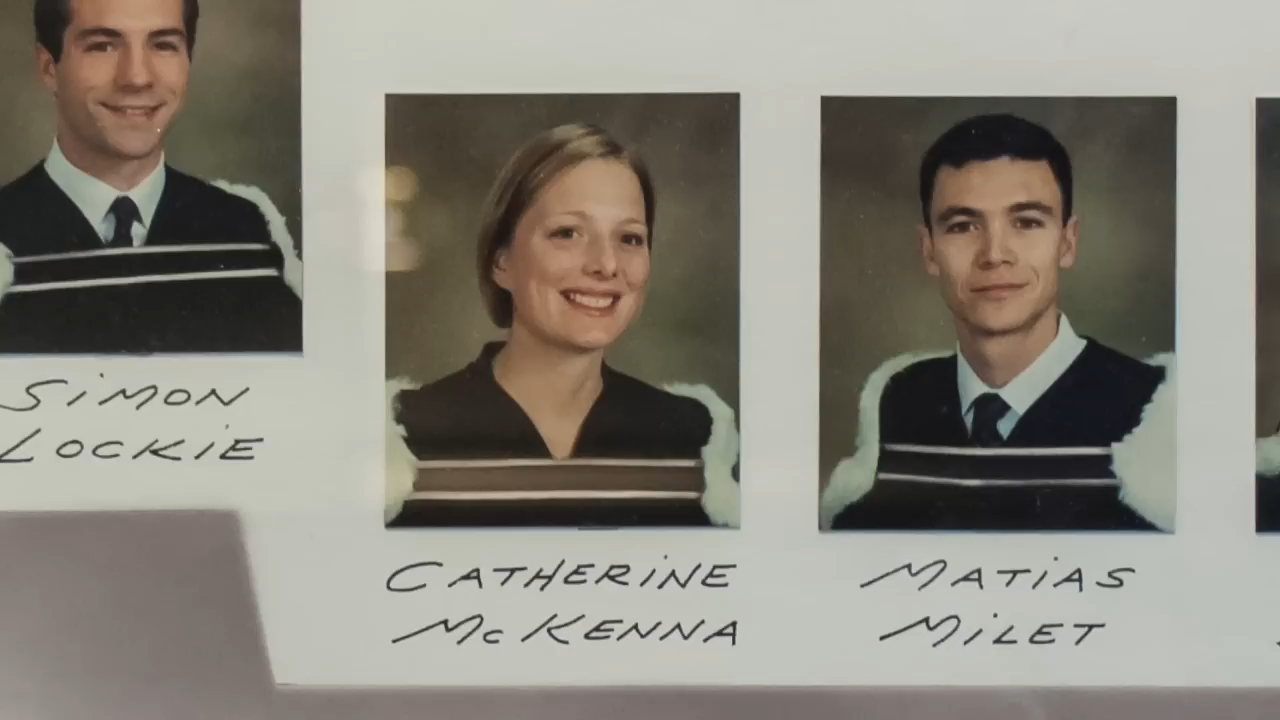 SiMON
LOCKiE
CATHERiNE
McKENNA
MATiAS
MiLET